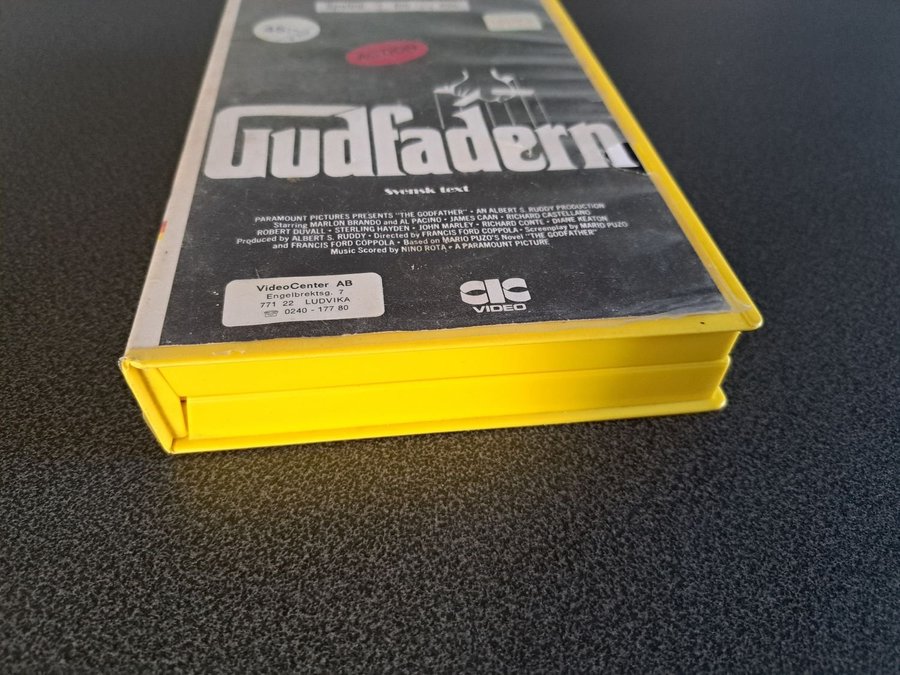 ACTION
Gudfadern
Svensk text
PARAMOUNT PICTURES PRESENTS "THE GODFATHER" • AN ALBERT S. RUDDY PRODUCTION
Starring MARLON BRANDO and AL PACINO • JAMES CAAN • RICHARD CASTELLANO
ROBERT DUVALL • STERLING HAYDEN • JOHN MARLEY • RICHARD CONTE • DIANE KEATON
Produced by ALBERT S. RUDDY • Directed by FRANCIS FORD COPPOLA • Screenplay by MARIO PUZO
and FRANCIS FORD COPPOLA • Based on MARIO PUZO's Novel "THE GODFATHER"
Music Scored by NINO ROTA • A PARAMOUNT PICTURE
VideoCenter AB
Engelbrektsg. 7
771 22 LUDVIKA
☏ 0240 - 177 80
CIC
VIDEO